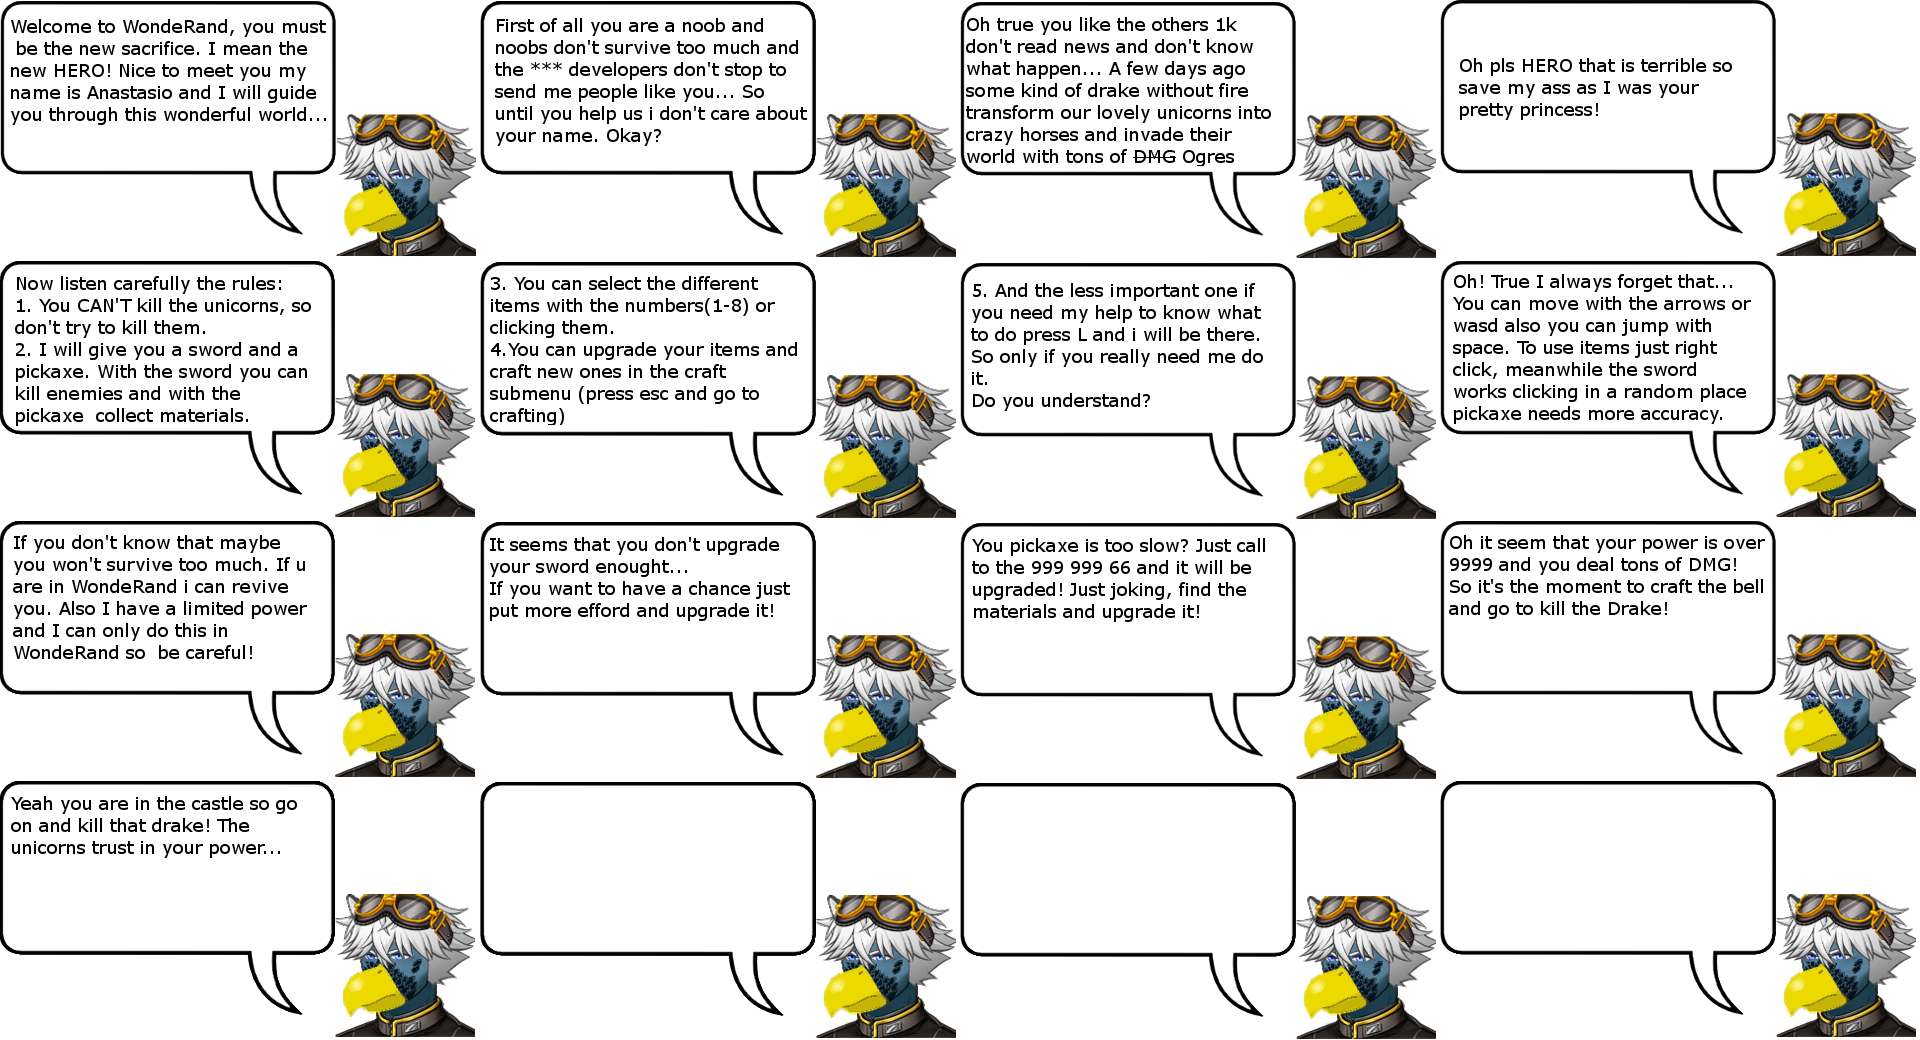 Welcome to WondeRand, you must
be the new sacrifice. I mean the
new HERO! Nice to meet you my
name is Anastasio and I will guide
you through this wonderful world...
First of all you are a noob and
noobs don't survive too much and
the *** developers don't stop to
send me people like you... So
until you help us i don't care about
your name. Okay?
Oh true you like the others 1k
don't read news and don't know
what happen... A few days ago
some kind of drake without fire
transform our lovely unicorns into
crazy horses and invade their
world with tons of DMG Ogres
Oh pls HERO that is terrible so
save my ass as I was your
pretty princess!
Now listen carefully the rules:
1. You CAN'T kill the unicorns, so
don't try to kill them.
2. I will give you a sword and a
pickaxe. With the sword you can
kill enemies and with the
pickaxe  collect materials.
3. You can select the different
items with the numbers(1-8) or
clicking them.
4.You can upgrade your items and
craft new ones in the craft
submenu (press esc and go to
crafting)
5. And the less important one if
you need my help to know what
to do press L and i will be there.
So only if you really need me do
it.
Do you understand?
Oh! True I always forget that...
You can move with the arrows or
wasd also you can jump with
space. To use items just right
click, meanwhile the sword
works clicking in a random place
pickaxe needs more accuracy.
If you don't know that maybe
you won't survive too much. If u
are in WondeRand i can revive
you. Also I have a limited power
and I can only do this in
WondeRand so  be careful!
It seems that you don't upgrade
your sword enought...
If you want to have a chance just
put more efford and upgrade it!
You pickaxe is too slow? Just call
to the 999 999 66 and it will be
upgraded! Just joking, find the
materials and upgrade it!
Oh it seem that your power is over
9999 and you deal tons of DMG!
So it's the moment to craft the bell
and go to kill the Drake!
Yeah you are in the castle so go
on and kill that drake! The
unicorns trust in your power...